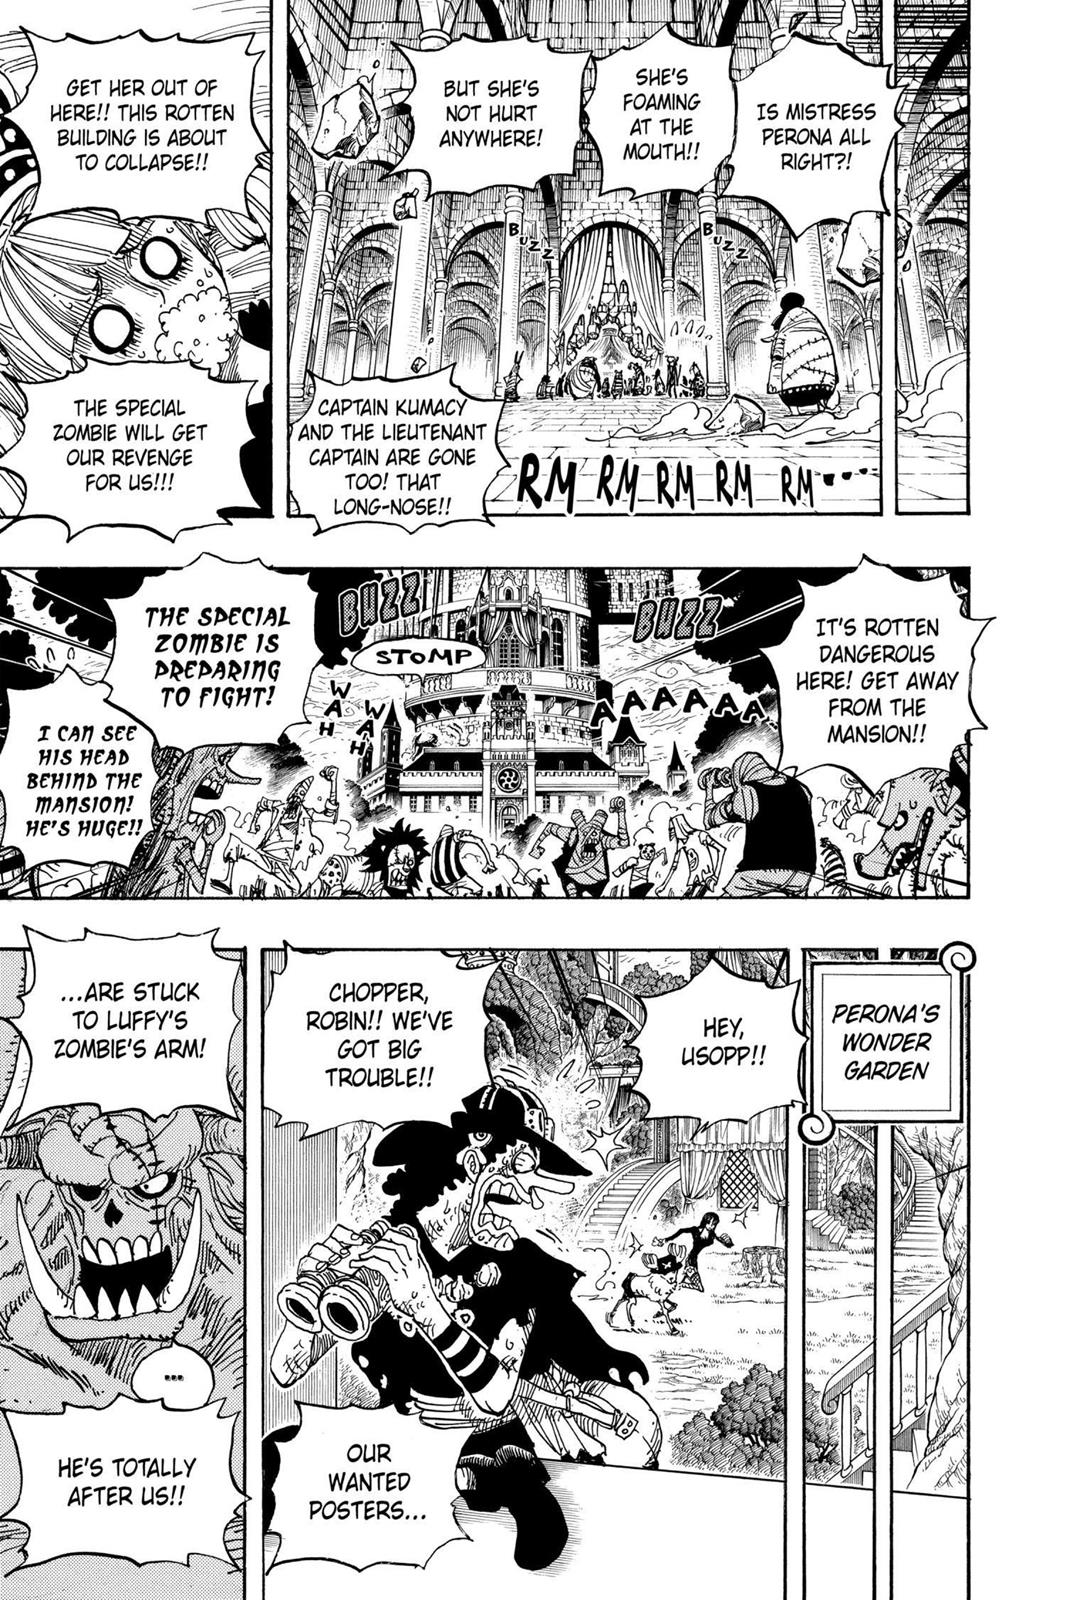 IS MISTRESS
PERONA ALL
RIGHT?!
SHE'S
FOAMING
AT THE
MOUTH!!
BUT SHE'S
NOT HURT
ANYWHERE!
BUZZ
BUZZ
CAPTAIN KUMACY
AND THE LIEUTENANT
CAPTAIN ARE GONE
TOO! THAT
LONG-NOSE!!
RM RM RM RM RM...
GET HER OUT OF
HERE!! THIS ROTTEN
BUILDING IS ABOUT
TO COLLAPSE!!
THE SPECIAL
ZOMBIE WILL GET
OUR REVENGE
FOR US!!!
IT'S ROTTEN
DANGEROUS
HERE! GET AWAY
FROM THE
MANSION!!
BUZZ
BUZZ
STOMP
AAAAAAA
WAH
WAH
THE SPECIAL
ZOMBIE IS
PREPARING
TO FIGHT!
I CAN SEE
HIS HEAD
BEHIND THE
MANSION!
HE'S HUGE!!
PERONA'S
WONDER
GARDEN
HEY,
USOPP!!
CHOPPER,
ROBIN!! WE'VE
GOT BIG
TROUBLE!!
OUR
WANTED
POSTERS...
...ARE STUCK
TO LUFFY'S
ZOMBIE'S ARM!
...
HE'S TOTALLY
AFTER US!!